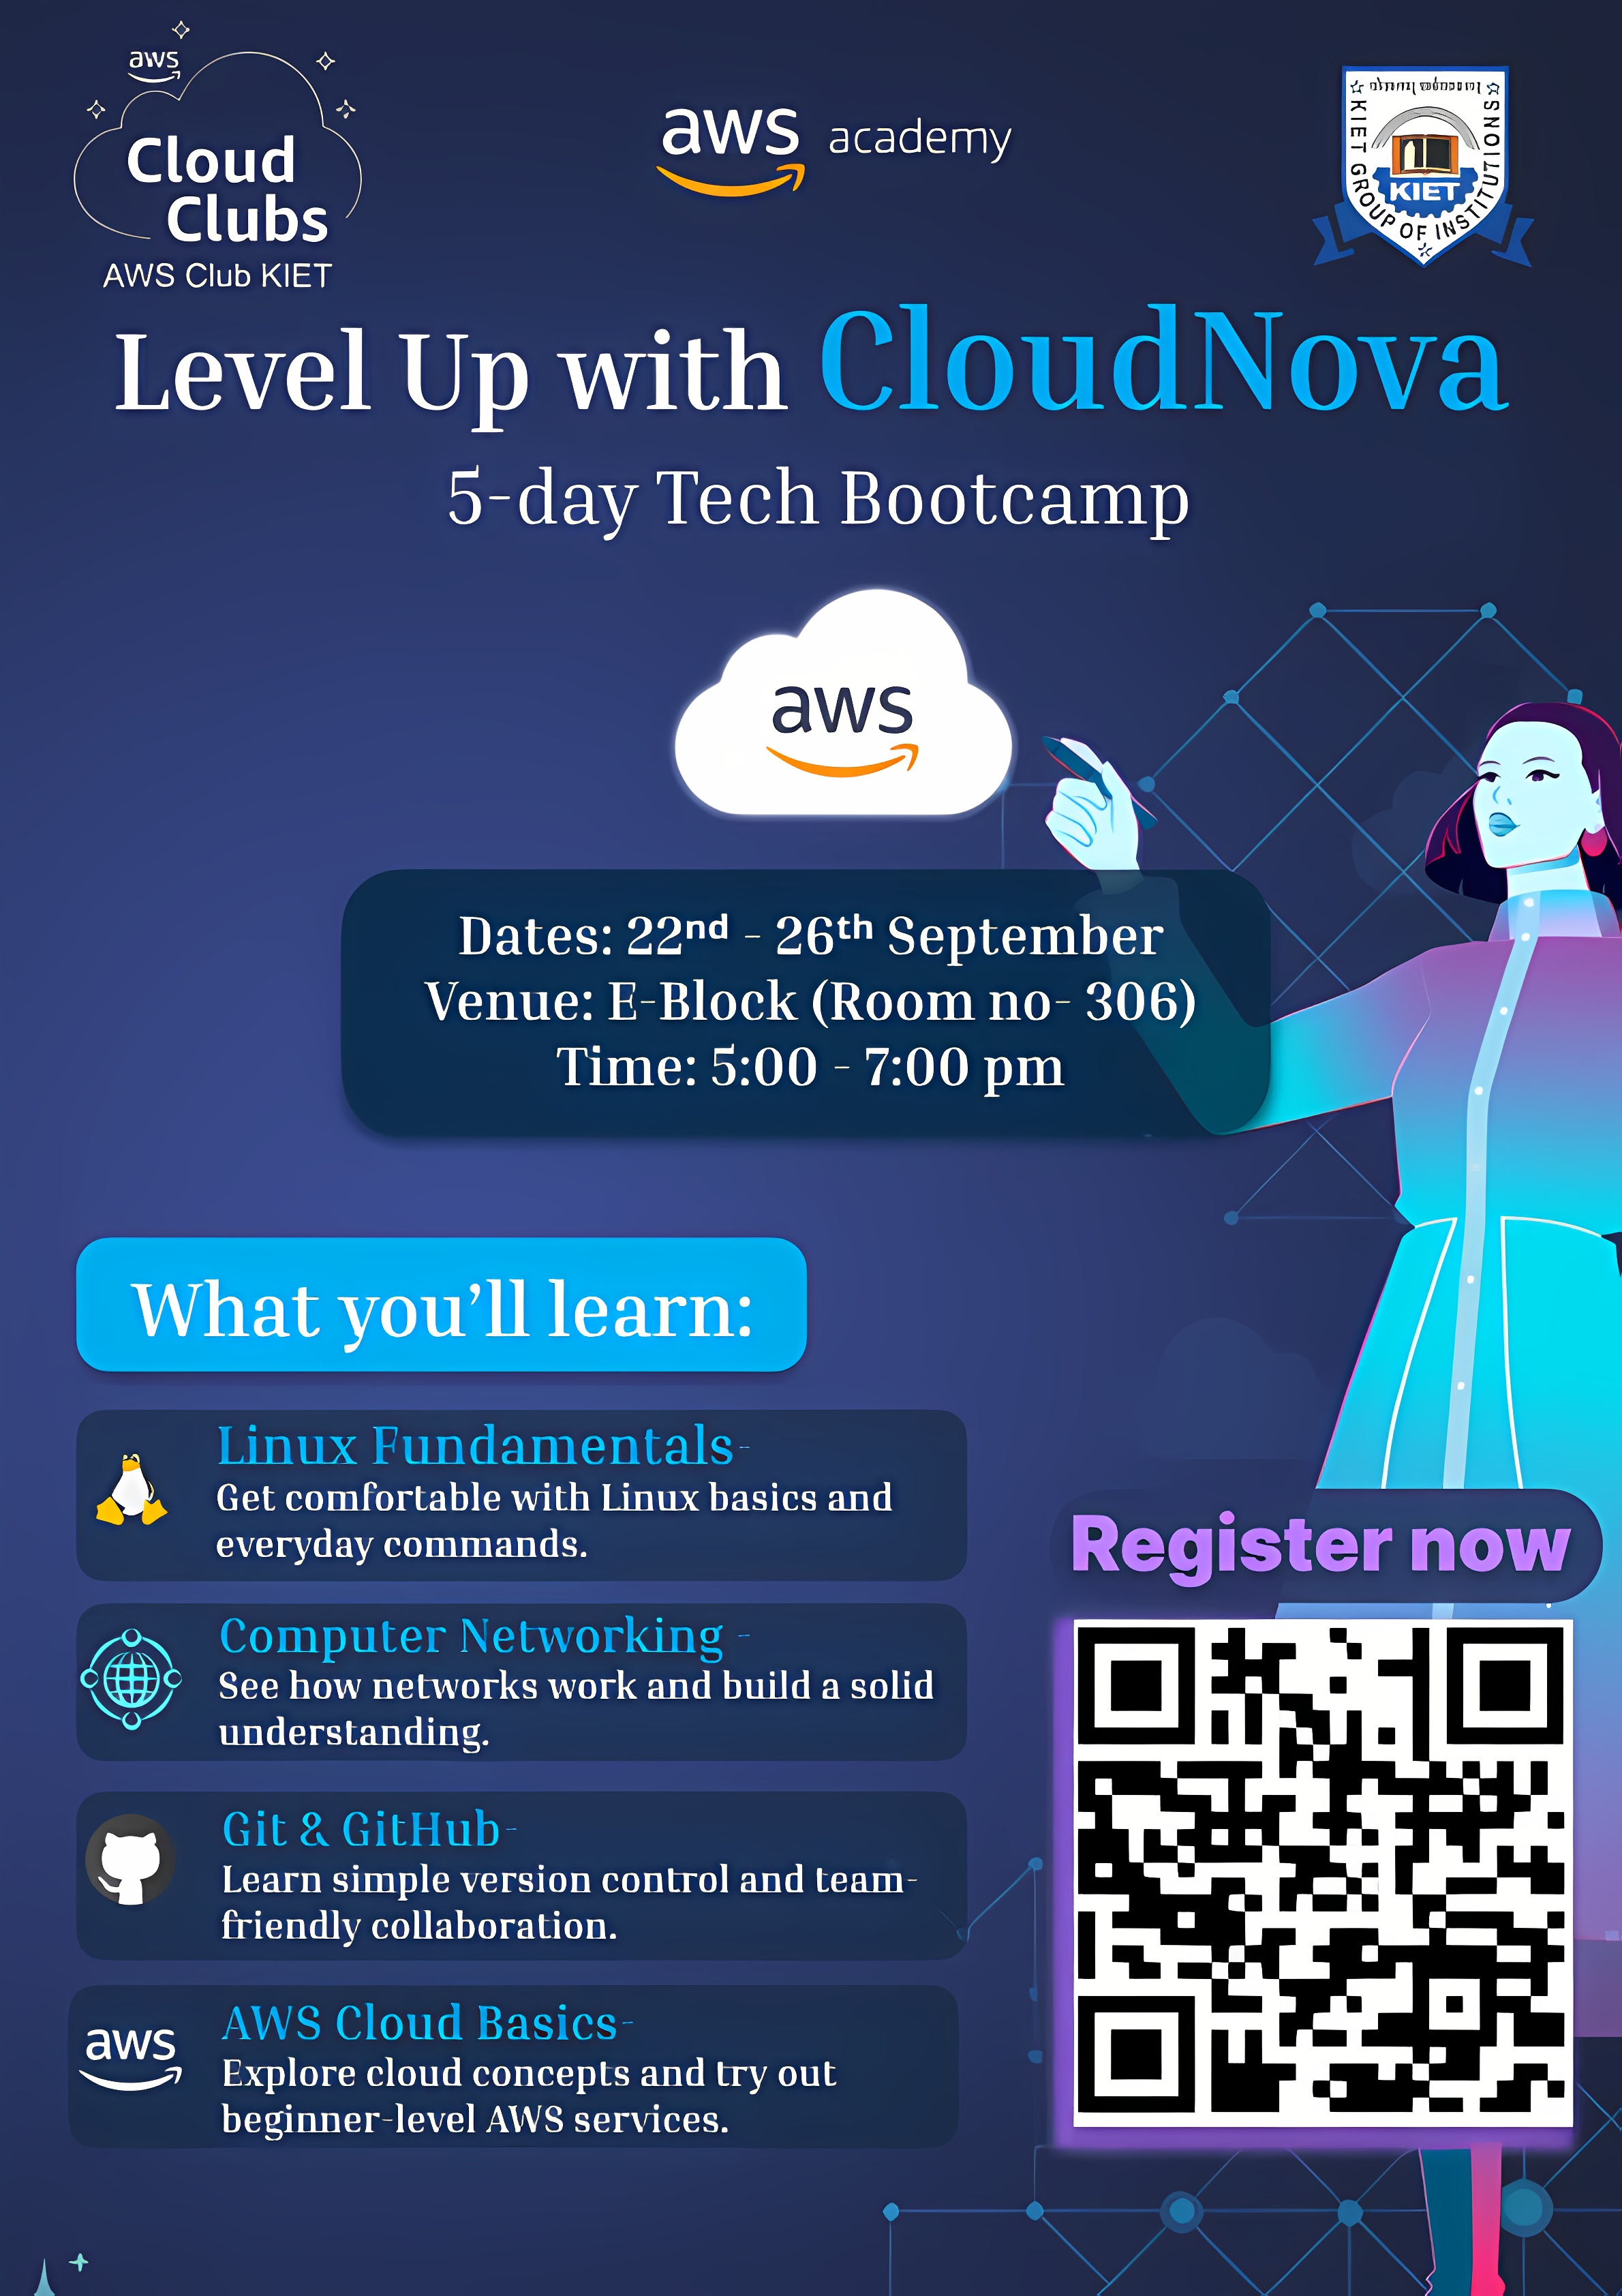 aws
Cloud
Clubs
AWS Club KIET
aws academy
KIET GROUP OF INSTITUTIONS
KIET
Level Up with CloudNova
5-day Tech Bootcamp
aws
Dates: 22nd - 26th September
Venue: E-Block (Room no- 306)
Time: 5:00 - 7:00 pm
What you’ll learn:
Linux Fundamentals-
Get comfortable with Linux basics and
everyday commands.
Computer Networking -
See how networks work and build a solid
understanding.
Git & GitHub-
Learn simple version control and team-
friendly collaboration.
aws
AWS Cloud Basics-
Explore cloud concepts and try out
beginner-level AWS services.
Register now